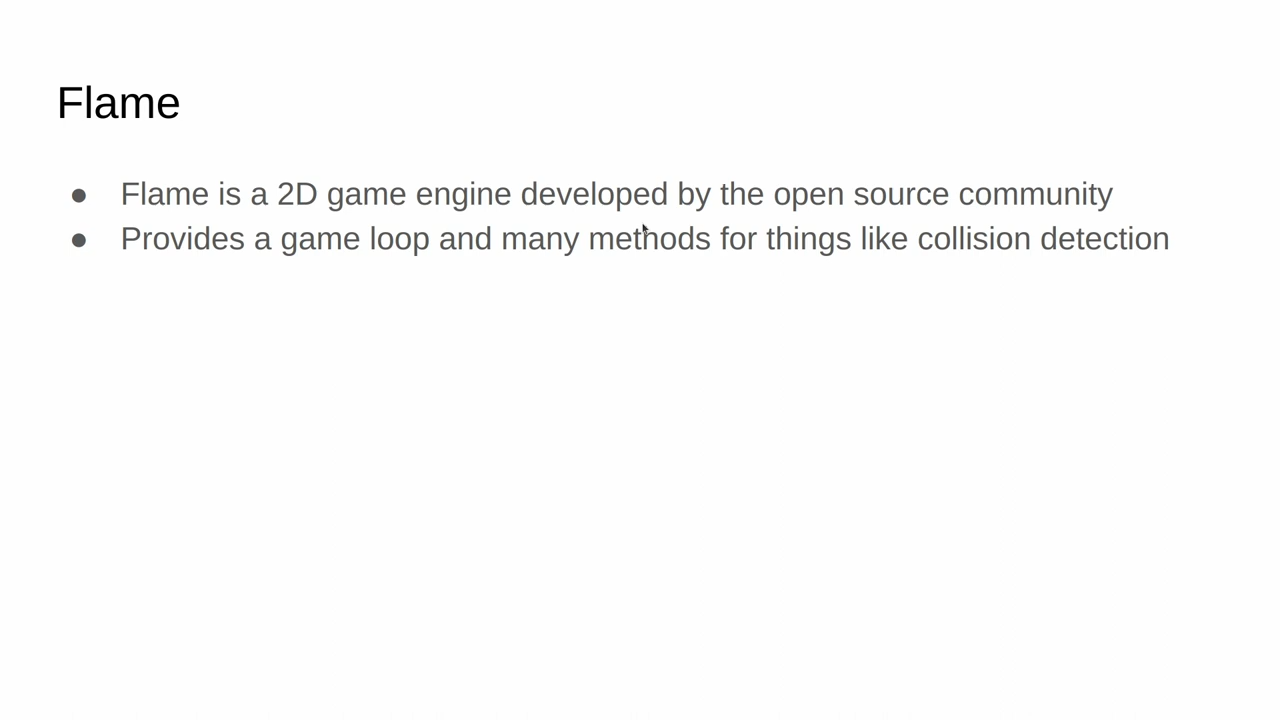 Flame
● Flame is a 2D game engine developed by the open source community
● Provides a game loop and many methods for things like collision detection